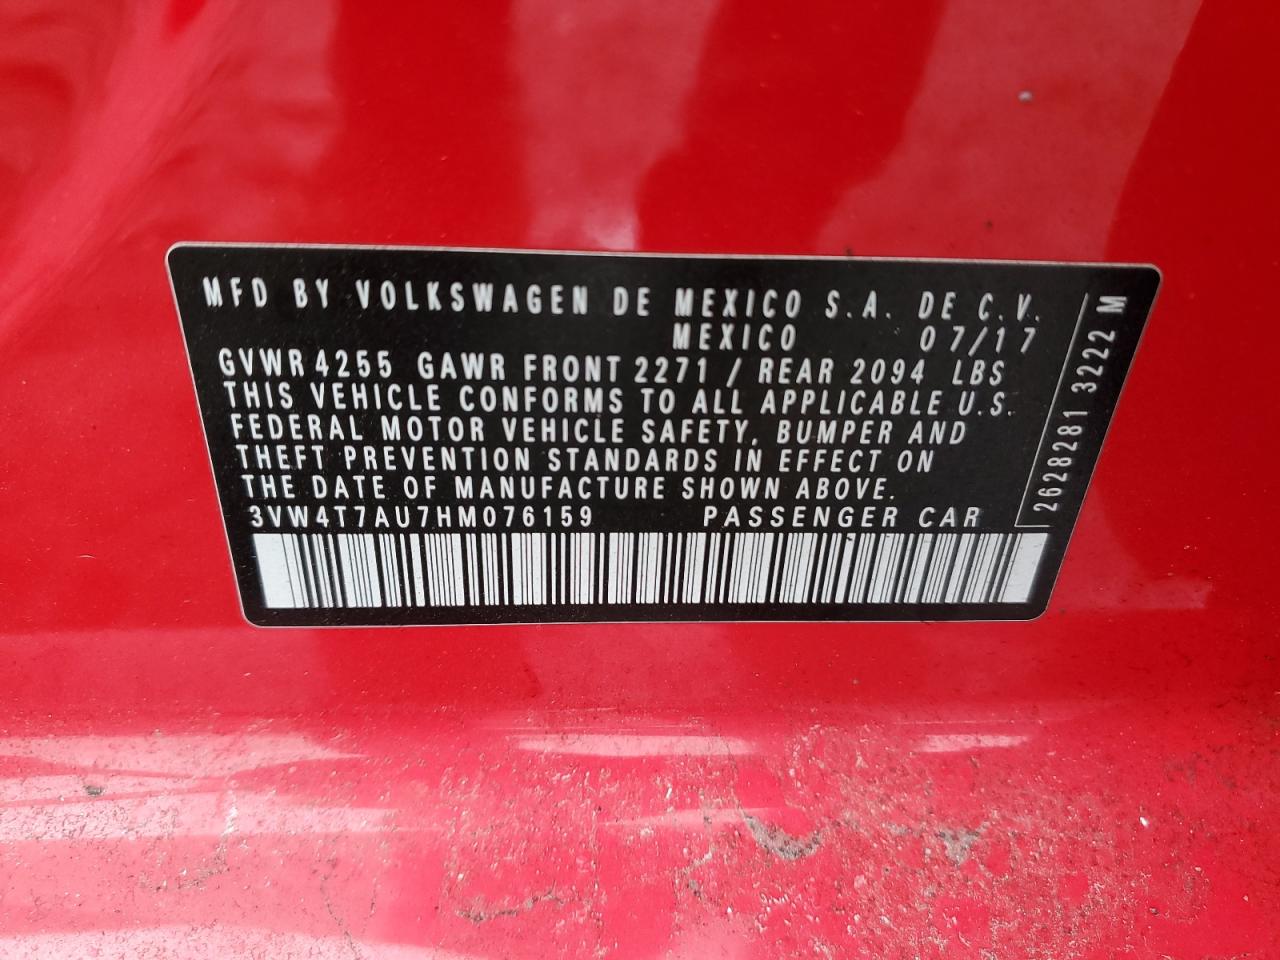 MFD BY VOLKSWAGEN DE MEXICO S.A. DE C.V.
MEXICO 07/17
GVWR 4255 GAWR FRONT 2271 / REAR 2094 LBS
THIS VEHICLE CONFORMS TO ALL APPLICABLE U.S.
FEDERAL MOTOR VEHICLE SAFETY, BUMPER AND
THEFT PREVENTION STANDARDS IN EFFECT ON
THE DATE OF MANUFACTURE SHOWN ABOVE.
3VW4T7AU7HM076159 PASSENGER CAR
2628281 3222 M